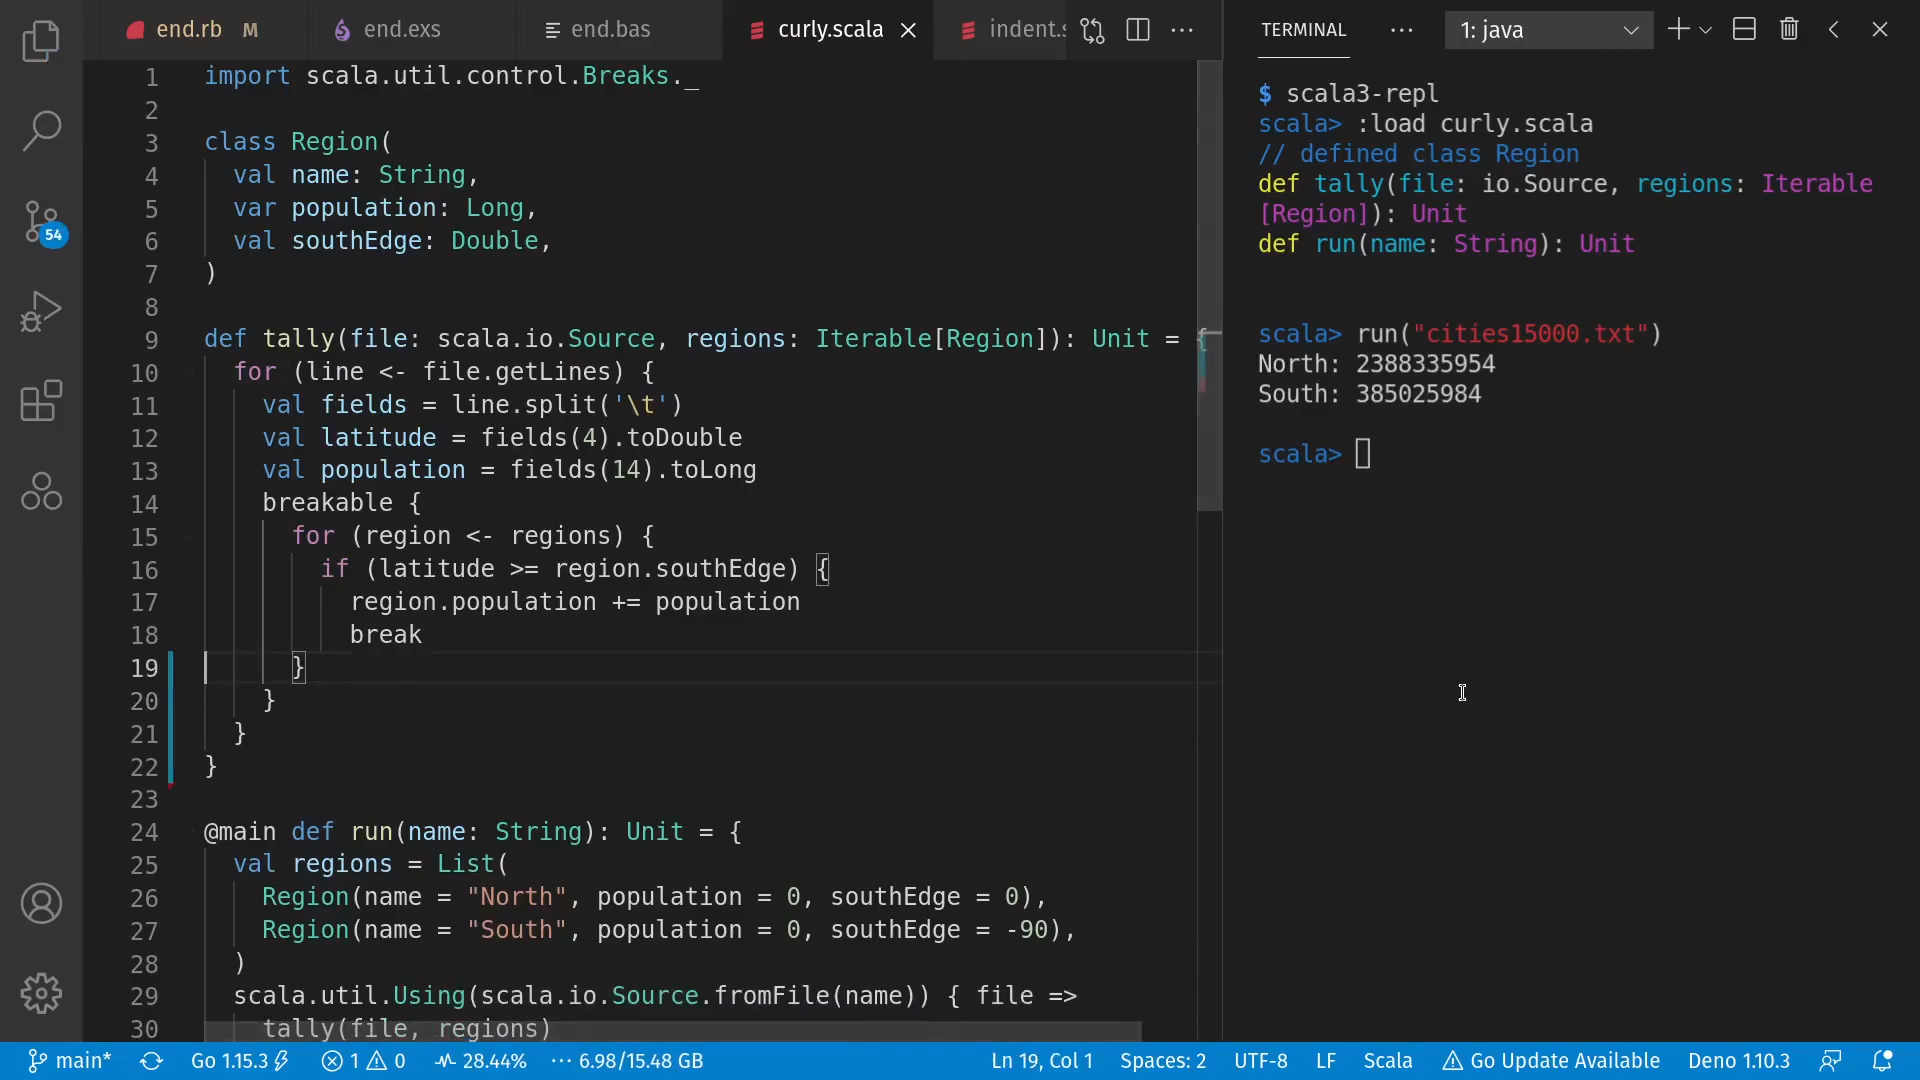 end.rb M end.exs end.bas curly.scala indent.s
TERMINAL 1: java
54
1 import scala.util.control.Breaks._
2
3 class Region(
4 val name: String,
5 var population: Long,
6 val southEdge: Double,
7 )
8
9 def tally(file: scala.io.Source, regions: Iterable[Region]): Unit = {
10 for (line <- file.getLines) {
11 val fields = line.split('\t')
12 val latitude = fields(4).toDouble
13 val population = fields(14).toLong
14 breakable {
15 for (region <- regions) {
16 if (latitude >= region.southEdge) {
17 region.population += population
18 break
19 }
20 }
21 }
22 }
23
24 @main def run(name: String): Unit = {
25 val regions = List(
26 Region(name = "North", population = 0, southEdge = 0),
27 Region(name = "South", population = 0, southEdge = -90),
28 )
29 scala.util.Using(scala.io.Source.fromFile(name)) { file =>
30 tally(file, regions)
$ scala3-repl
scala> :load curly.scala
// defined class Region
def tally(file: io.Source, regions: Iterable
[Region]): Unit
def run(name: String): Unit
scala> run("cities15000.txt")
North: 2388335954
South: 385025984
scala>
main* Go 1.15.3 1 0 28.44% 6.98/15.48 GB Ln 19, Col 1 Spaces: 2 UTF-8 LF Scala Go Update Available Deno 1.10.3